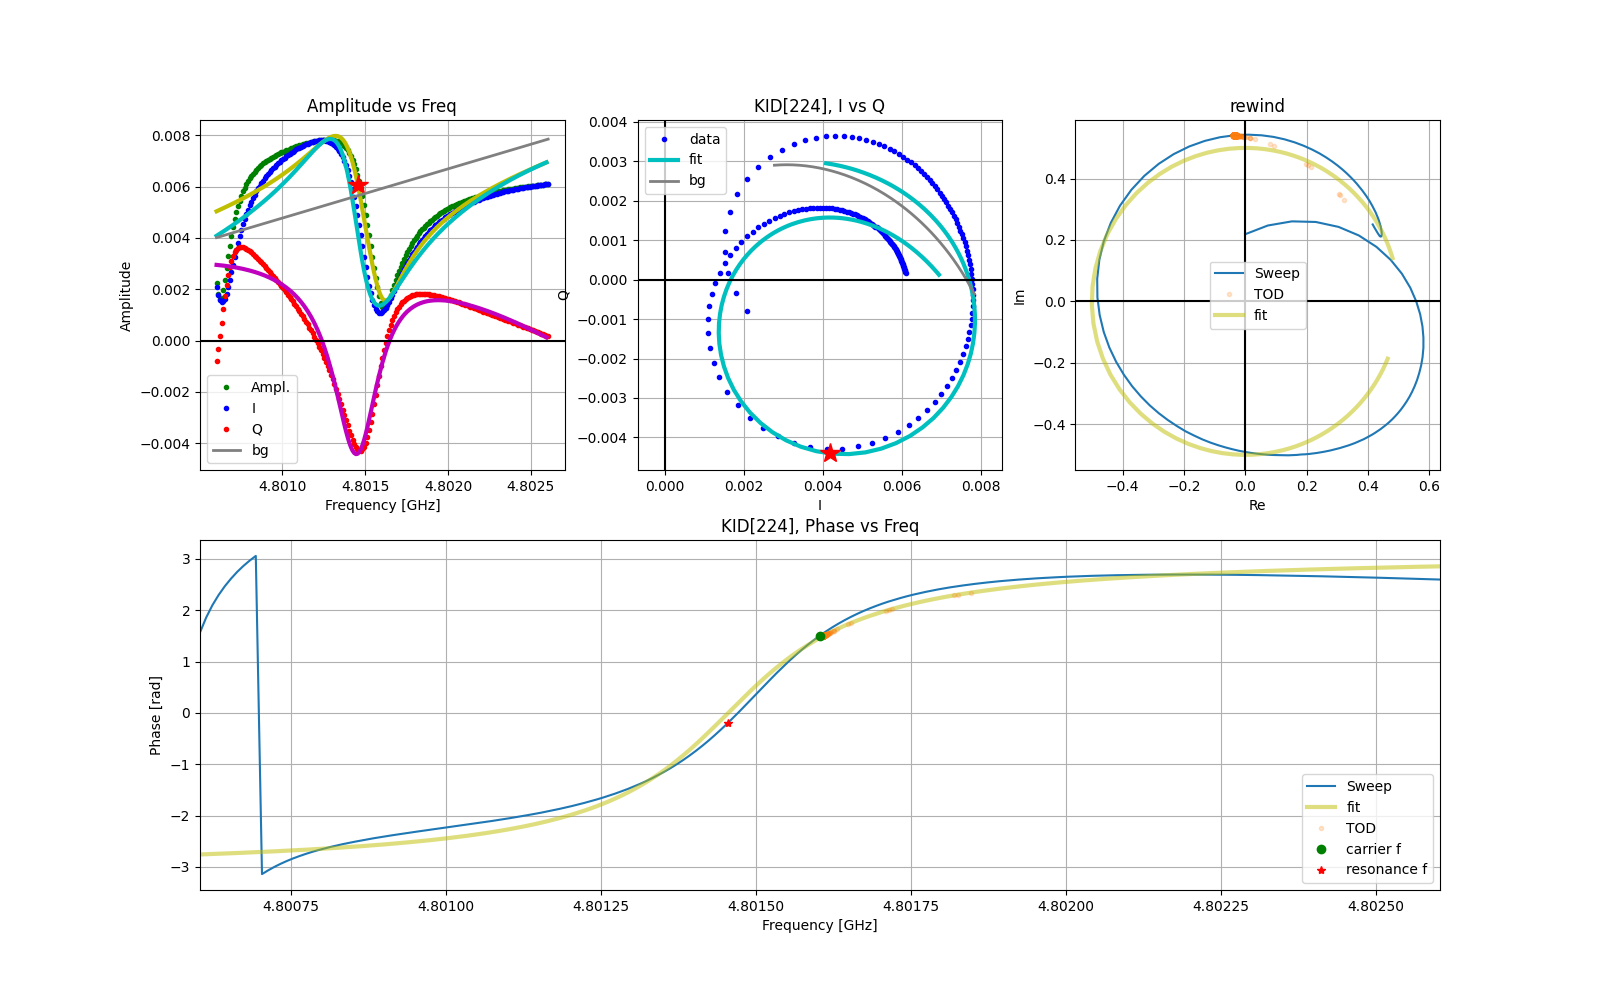 Amplitude vs Freq
0.008
0.006
0.004
0.002
0.000
−0.002
−0.004
Amplitude
4.8010 4.8015 4.8020 4.8025
Frequency [GHz]
Ampl.
I
Q
bg
KID[224], I vs Q
0.004
0.003
0.002
0.001
0.000
−0.001
−0.002
−0.003
−0.004
Q
0.000 0.002 0.004 0.006 0.008
I
data
fit
bg
rewind
0.4
0.2
0.0
−0.2
−0.4
Im
−0.4 −0.2 0.0 0.2 0.4 0.6
Re
Sweep
TOD
fit
KID[224], Phase vs Freq
3
2
1
0
−1
−2
−3
Phase [rad]
4.80075 4.80100 4.80125 4.80150 4.80175 4.80200 4.80225 4.80250
Frequency [GHz]
Sweep
fit
TOD
carrier f
resonance f